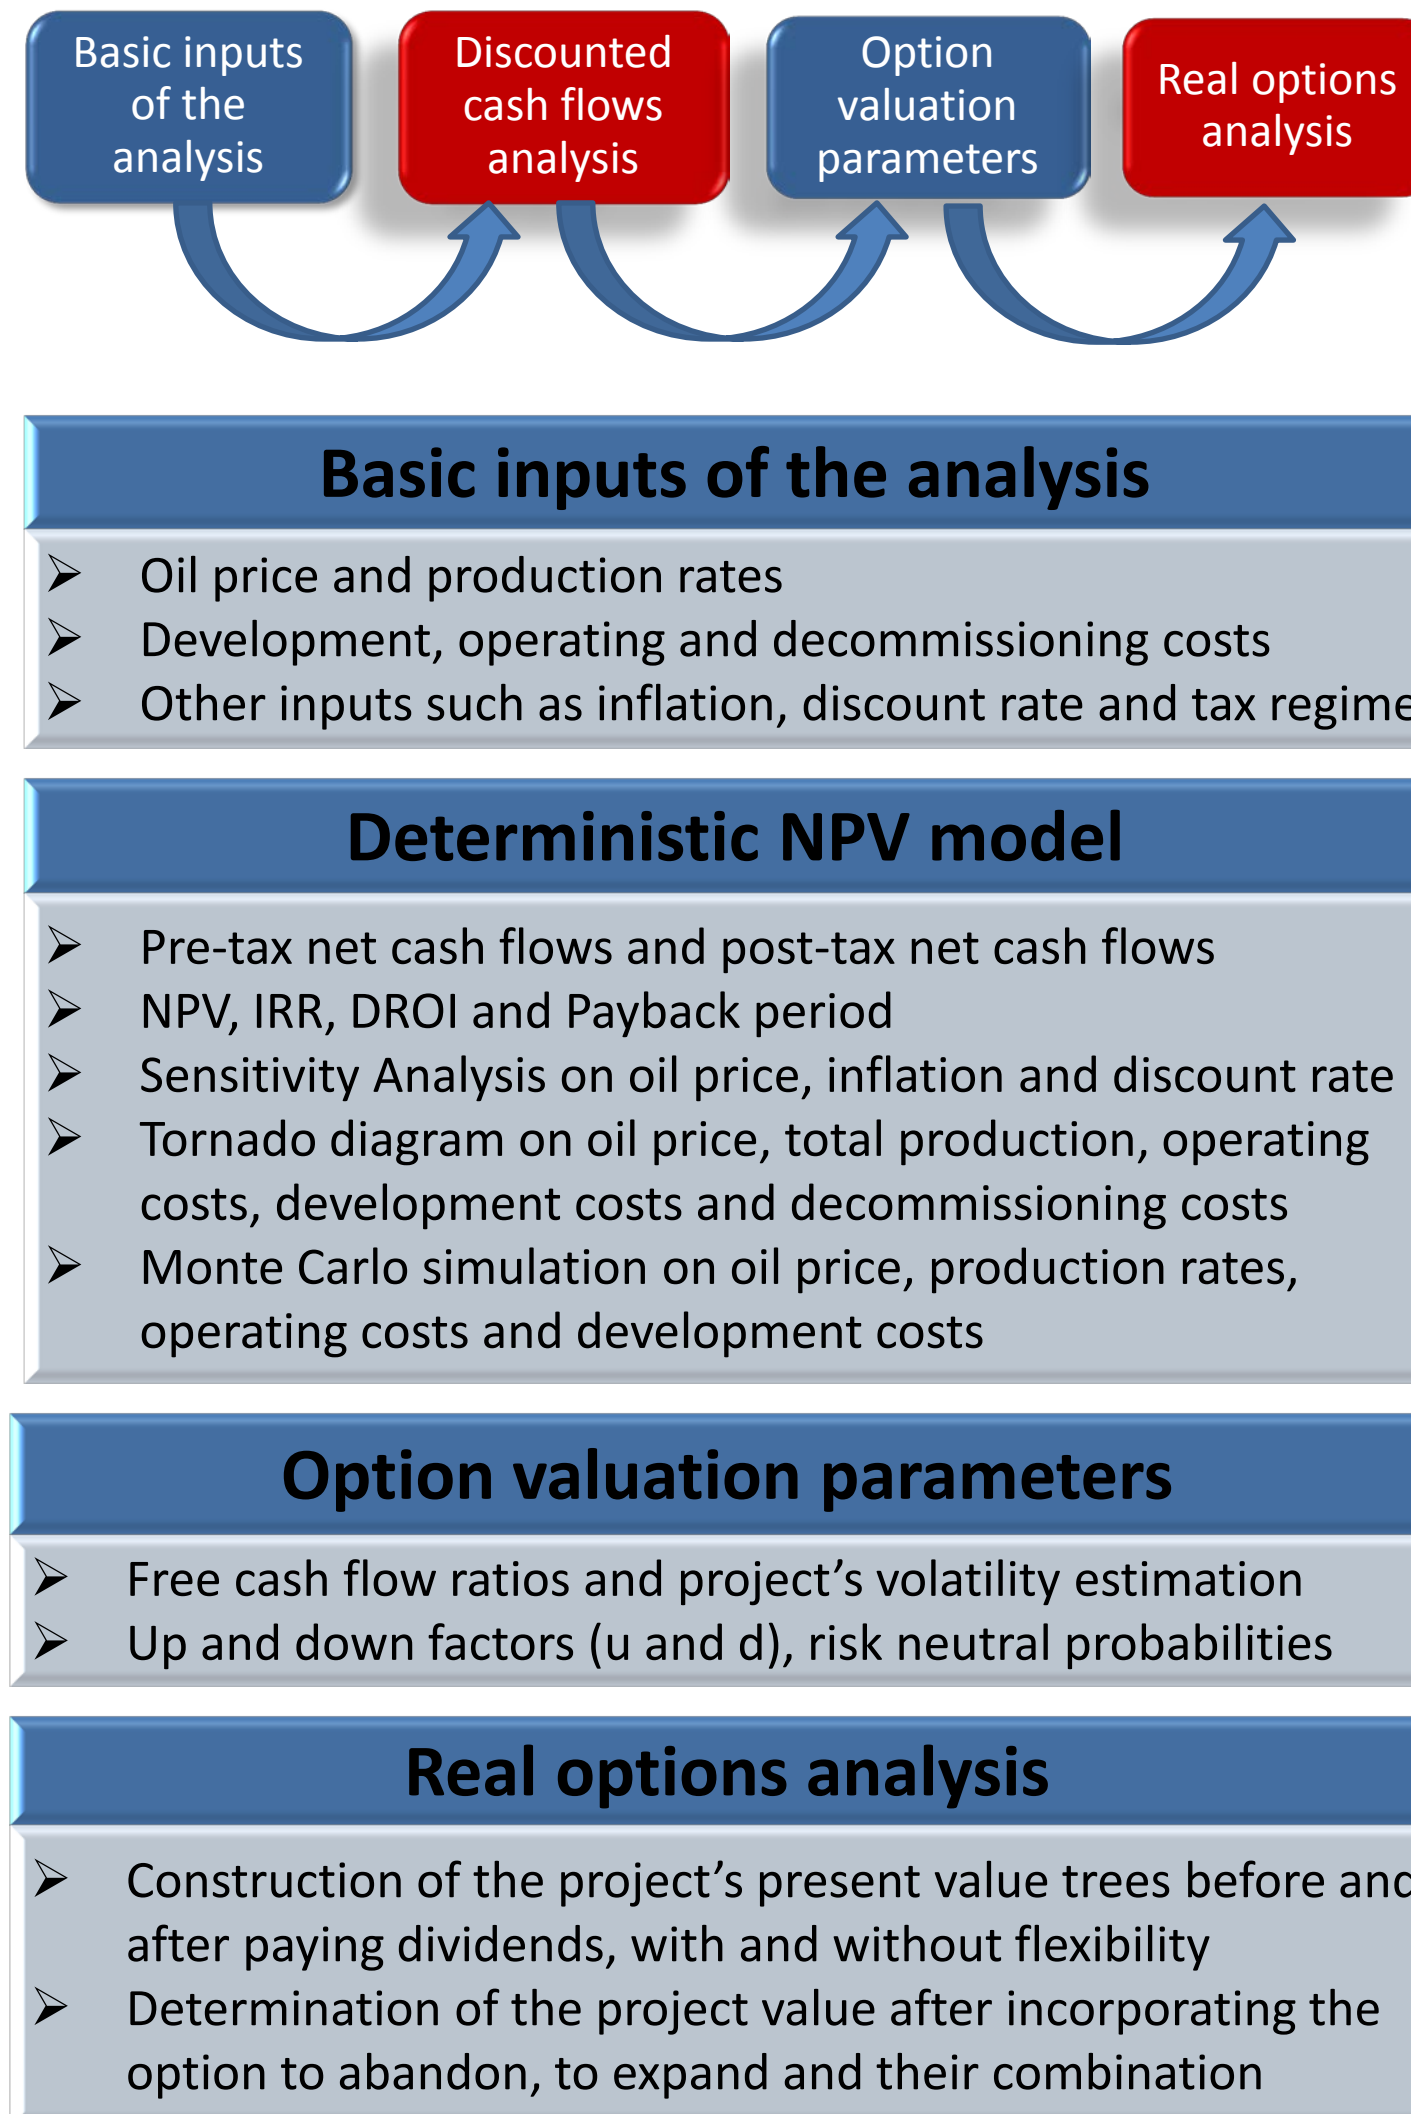 Basic inputs
of the
analysis
Discounted
cash flows
analysis
Option
valuation
parameters
Real options
analysis
Basic inputs of the analysis
➢ Oil price and production rates
➢ Development, operating and decommissioning costs
➢ Other inputs such as inflation, discount rate and tax regime
Deterministic NPV model
➢ Pre-tax net cash flows and post-tax net cash flows
➢ NPV, IRR, DROI and Payback period
➢ Sensitivity Analysis on oil price, inflation and discount rate
➢ Tornado diagram on oil price, total production, operating
costs, development costs and decommissioning costs
➢ Monte Carlo simulation on oil price, production rates,
operating costs and development costs
Option valuation parameters
➢ Free cash flow ratios and project’s volatility estimation
➢ Up and down factors (u and d), risk neutral probabilities
Real options analysis
➢ Construction of the project’s present value trees before and
after paying dividends, with and without flexibility
➢ Determination of the project value after incorporating the
option to abandon, to expand and their combination